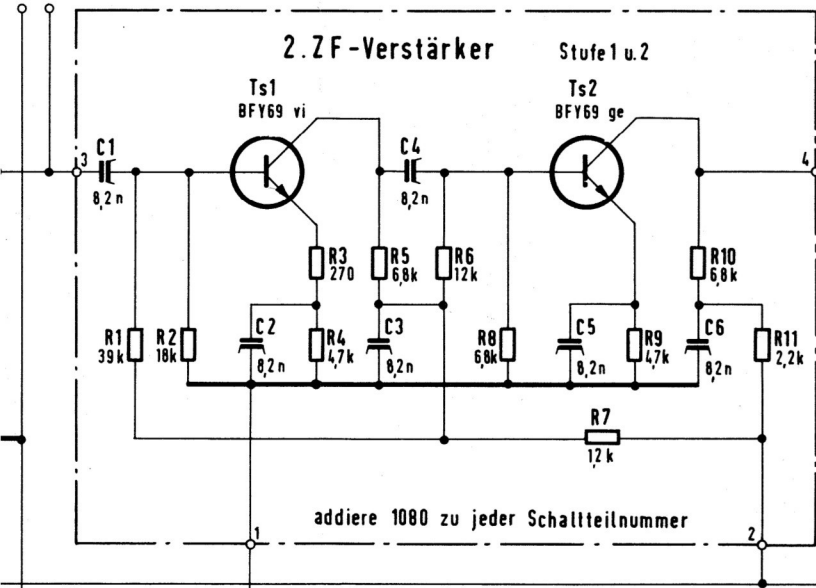 2.ZF-Verstärker
Stufe 1 u. 2
Ts1
BFY69 vi
Ts2
BFY69 ge
3
C1
8,2n
C4
8,2n
4
R3
270
R5
6,8k
R6
12k
R10
6,8k
R1
39k
R2
18k
C2
8,2n
R4
4,7k
C3
8,2n
R8
6,8k
C5
8,2n
R9
4,7k
C6
8,2n
R11
2,2k
R7
1,2k
addiere 1080 zu jeder Schaltteilnummer
1
2